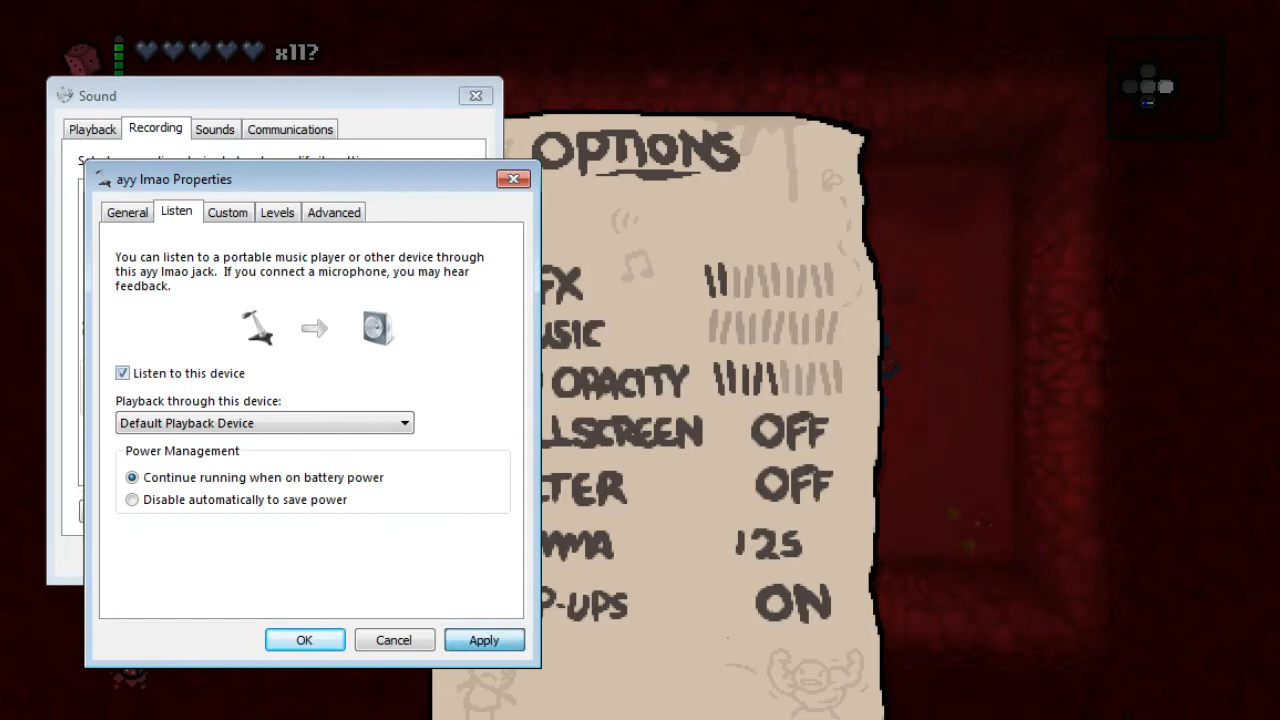 x11?
Sound
Playback
Recording
Sounds
Communications
ayy lmao Properties
General
Listen
Custom
Levels
Advanced
You can listen to a portable music player or other device through
this ayy lmao jack. If you connect a microphone, you may hear
feedback.
Listen to this device
Playback through this device:
Default Playback Device
Power Management
Continue running when on battery power
Disable automatically to save power
OK
Cancel
Apply
OPTIONS
FX
USIC
OPACITY
LLSCREEN OFF
LTER OFF
MMA 125
P-UPS ON